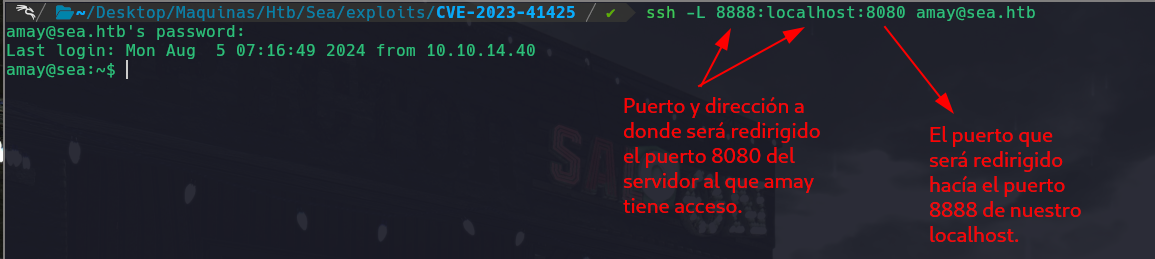 ~/Desktop/Maquinas/Htb/Sea/exploits/CVE-2023-41425 / ✔ ssh -L 8888:localhost:8080 amay@sea.htb
amay@sea.htb's password:
Last login: Mon Aug  5 07:16:49 2024 from 10.10.14.40
amay@sea:~$
Puerto y dirección a
donde será redirigido
el puerto 8080 del
servidor al que amay
tiene acceso.
El puerto que
será redirigido
hacía el puerto
8888 de nuestro
localhost.